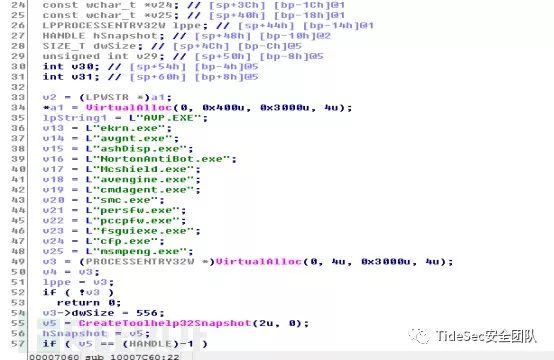 24 const wchar_t *v24; // [sp+3Ch] [bp-1Ch]@1
25 const wchar_t *v25; // [sp+40h] [bp-18h]@1
26 LPPROCESSENTRY32W lppe; // [sp+44h] [bp-14h]@1
27 HANDLE hSnapshot; // [sp+48h] [bp-10h]@2
28 SIZE_T dwSize; // [sp+4Ch] [bp-Ch]@5
29 unsigned int v29; // [sp+50h] [bp-8h]@5
30 int v30; // [sp+54h] [bp-4h]@5
31 int v31; // [sp+60h] [bp+8h]@5
32
33 v2 = (LPWSTR *)a1;
34 *a1 = VirtualAlloc(0, 0x400u, 0x3000u, 4u);
35 lpString1 = L"AVP.EXE";
36 v13 = L"ekrn.exe";
37 v14 = L"avgnt.exe";
38 v15 = L"ashDisp.exe";
39 v16 = L"NortonAntiBot.exe";
40 v17 = L"Mcshield.exe";
41 v18 = L"avengine.exe";
42 v19 = L"cmdagent.exe";
43 v20 = L"smc.exe";
44 v21 = L"persfw.exe";
45 v22 = L"pccpfw.exe";
46 v23 = L"fsguiexe.exe";
47 v24 = L"cfp.exe";
48 v25 = L"msmpeng.exe";
49 v3 = (PROCESSENTRY32W *)VirtualAlloc(0, 4u, 0x3000u, 4u);
50 v4 = v3;
51 lppe = v3;
52 if ( !v3 )
53 return 0;
54 v3->dwSize = 556;
55 v5 = CreateToolhelp32Snapshot(2u, 0);
56 hSnapshot = v5;
57 if ( v5 == (HANDLE)-1 )
00007060 sub_10007C60:22
TideSec安全团队